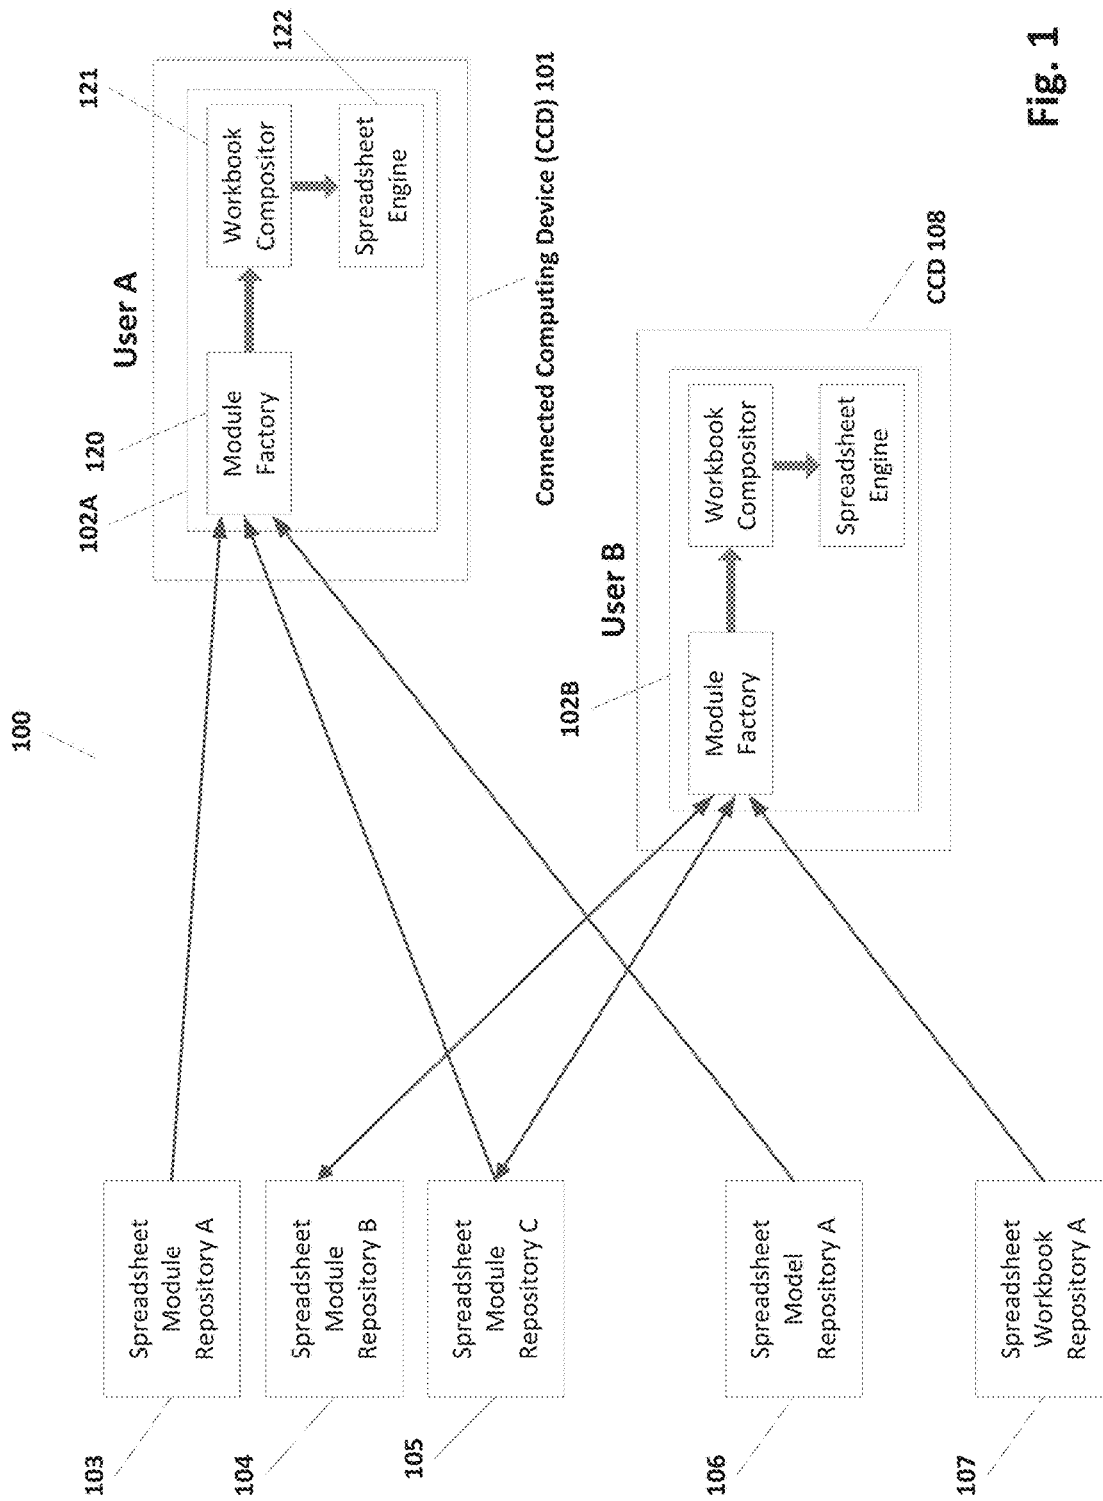 100
103
Spreadsheet
Module
Repository A
104
Spreadsheet
Module
Repository B
105
Spreadsheet
Module
Repository C
106
Spreadsheet
Model
Repository A
107
Spreadsheet
Workbook
Repository A
User A
102A
120
Module
Factory
121
Workbook
Compositor
122
Spreadsheet
Engine
Connected Computing Device (CCD) 101
User B
102B
Module
Factory
Workbook
Compositor
Spreadsheet
Engine
CCD 108
Fig. 1